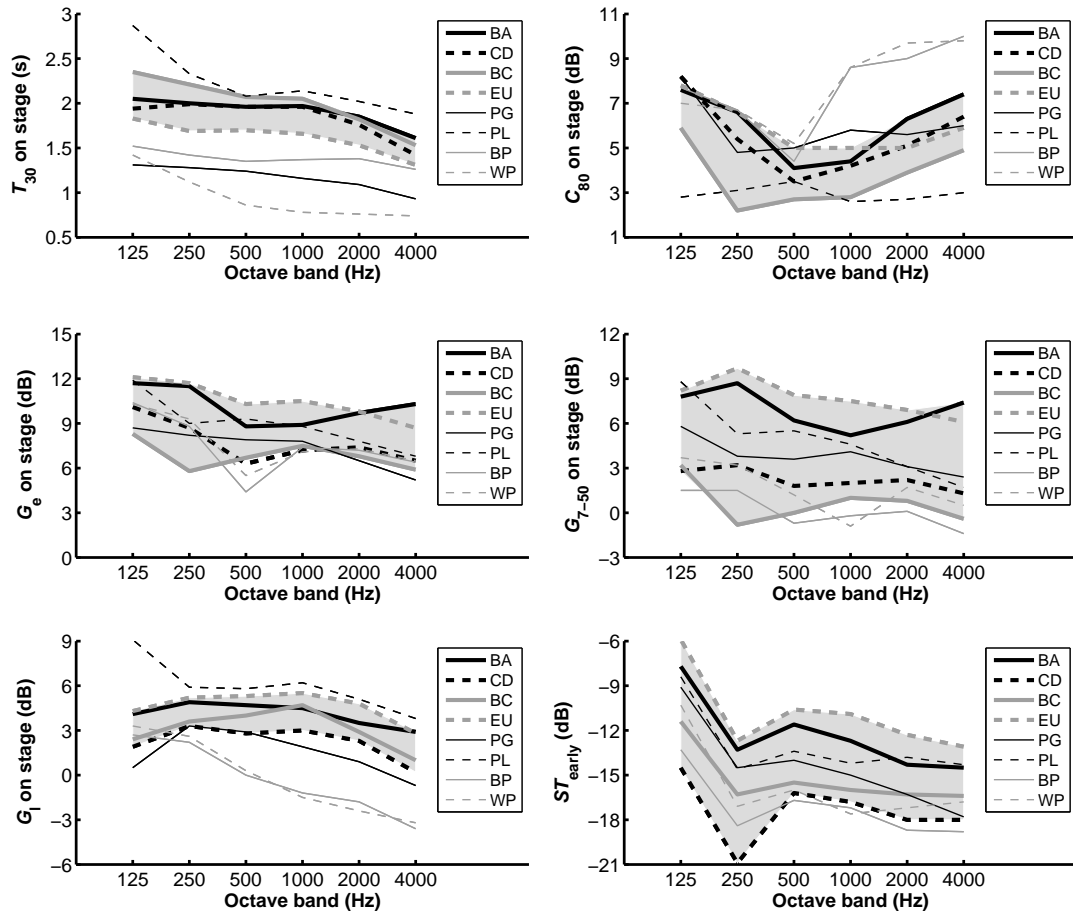 3
2.5
2
1.5
1
0.5
T30 on stage (s)
125 250 500 1000 2000 4000
Octave band (Hz)
BA
CD
BC
EU
PG
PL
BP
WP
11
9
7
5
3
1
C80 on stage (dB)
125 250 500 1000 2000 4000
Octave band (Hz)
BA
CD
BC
EU
PG
PL
BP
WP
15
12
9
6
3
0
Ge on stage (dB)
125 250 500 1000 2000 4000
Octave band (Hz)
BA
CD
BC
EU
PG
PL
BP
WP
15
12
9
6
3
0
−3
G7−50 on stage (dB)
125 250 500 1000 2000 4000
Octave band (Hz)
BA
CD
BC
EU
PG
PL
BP
WP
9
6
3
0
−3
−6
Gl on stage (dB)
125 250 500 1000 2000 4000
Octave band (Hz)
BA
CD
BC
EU
PG
PL
BP
WP
−6
−9
−12
−15
−18
−21
STearly (dB)
125 250 500 1000 2000 4000
Octave band (Hz)
BA
CD
BC
EU
PG
PL
BP
WP